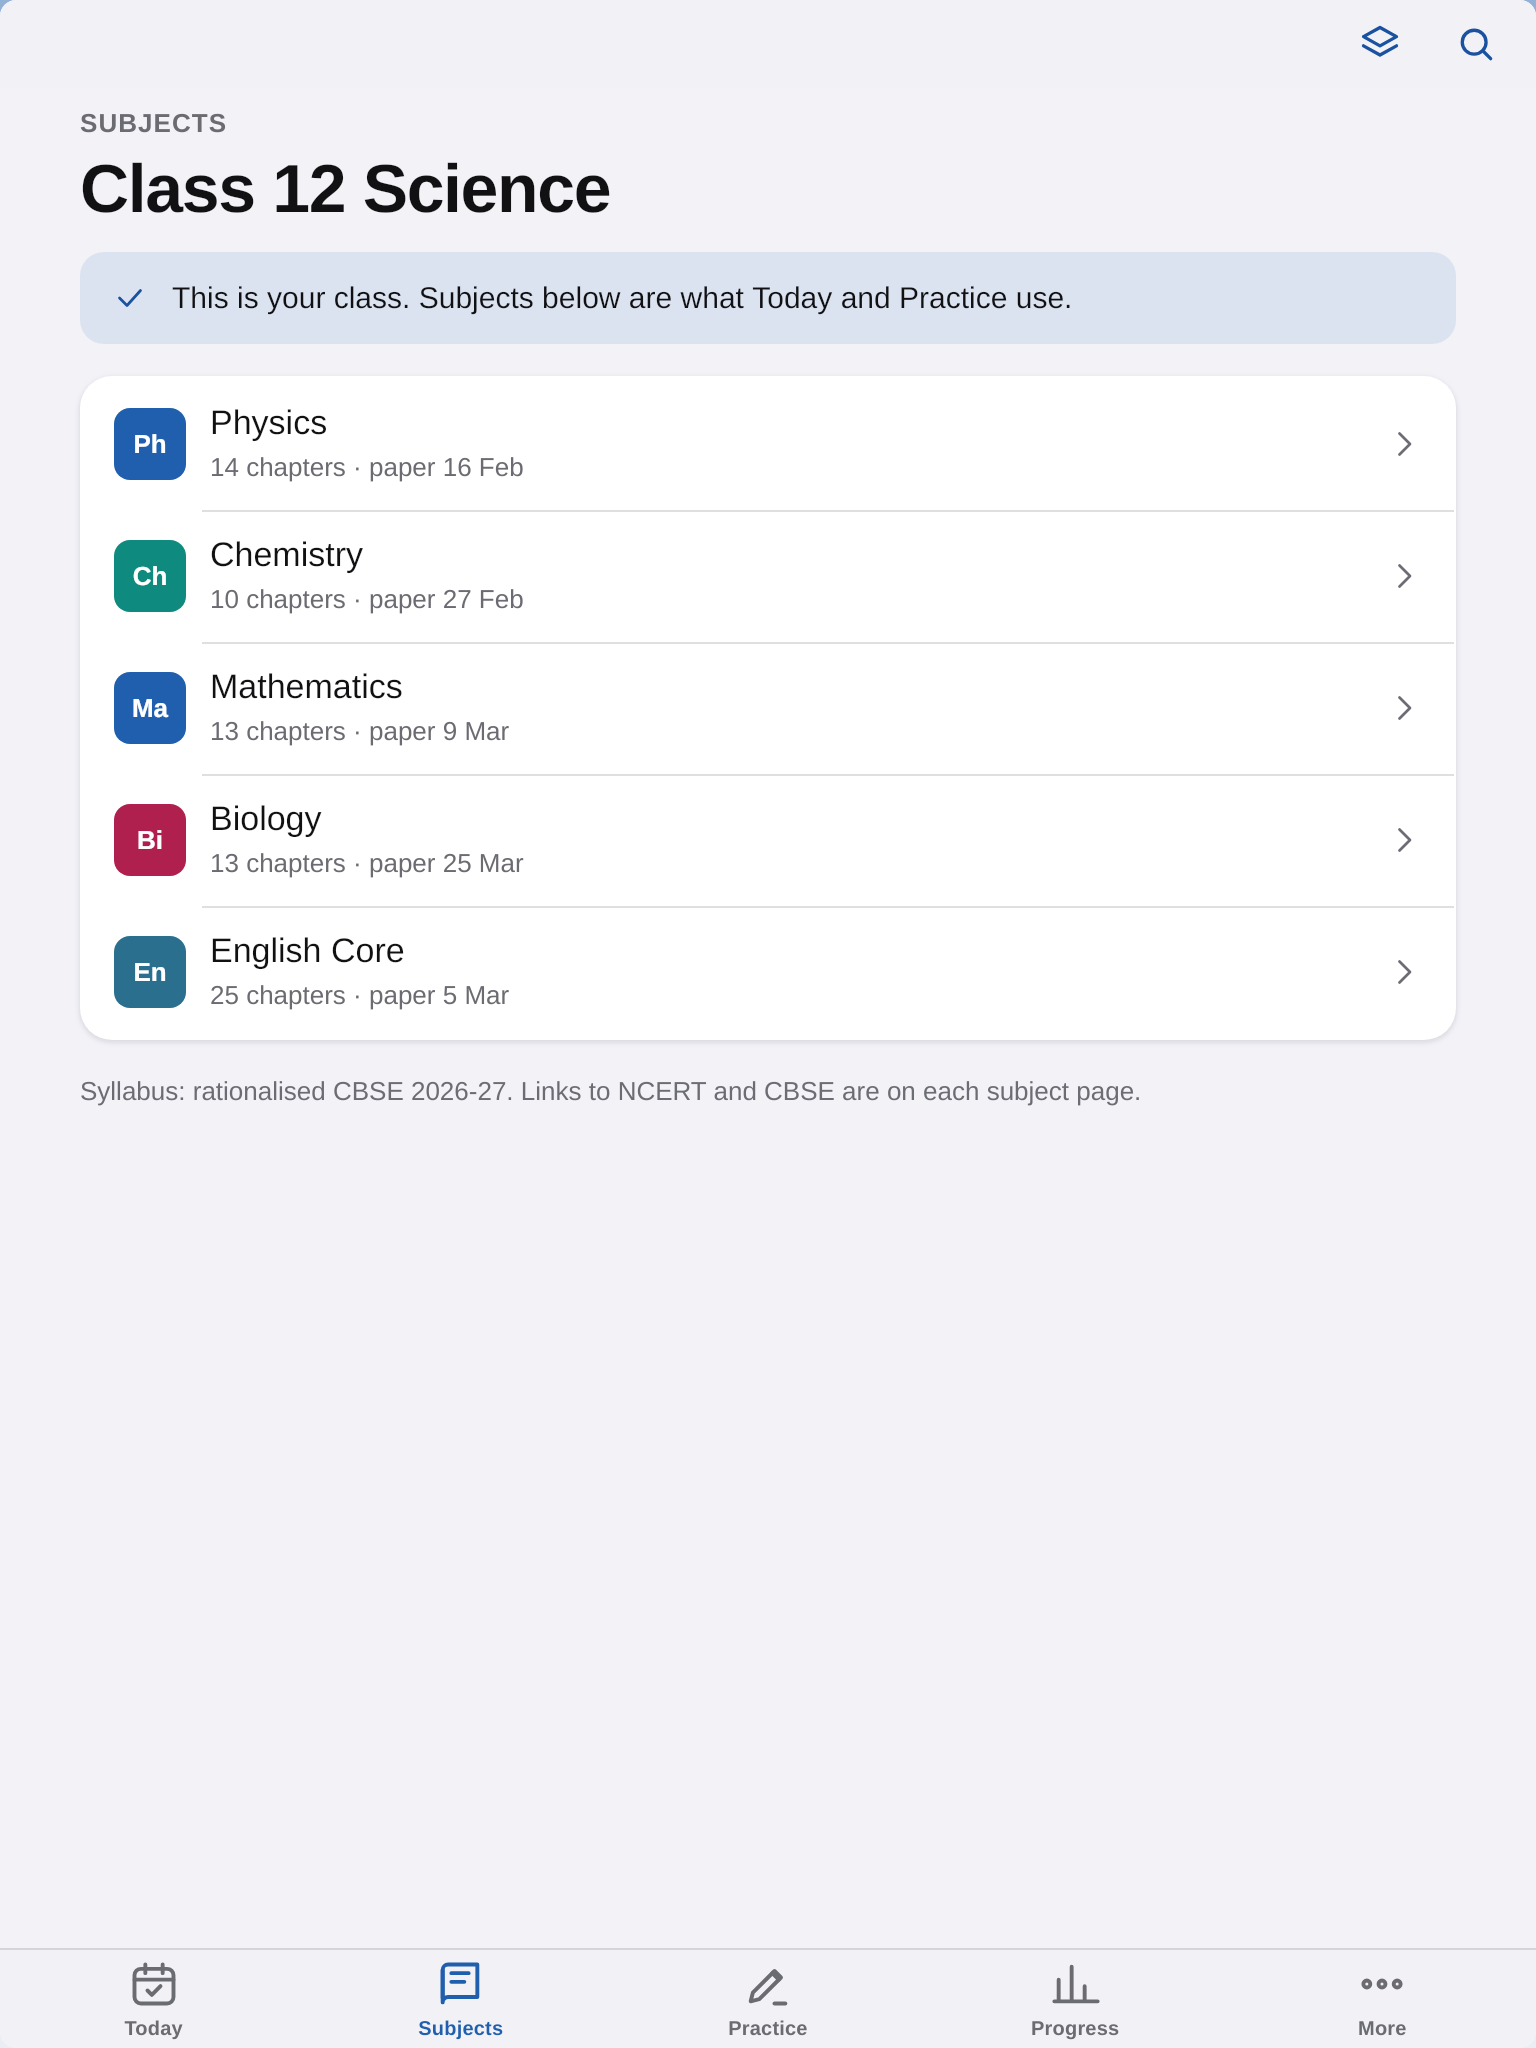 SUBJECTS
Class 12 Science
This is your class. Subjects below are what Today and Practice use.
Ph
Physics
14 chapters · paper 16 Feb
Ch
Chemistry
10 chapters · paper 27 Feb
Ma
Mathematics
13 chapters · paper 9 Mar
Bi
Biology
13 chapters · paper 25 Mar
En
English Core
25 chapters · paper 5 Mar
Syllabus: rationalised CBSE 2026-27. Links to NCERT and CBSE are on each subject page.
Today
Subjects
Practice
Progress
More